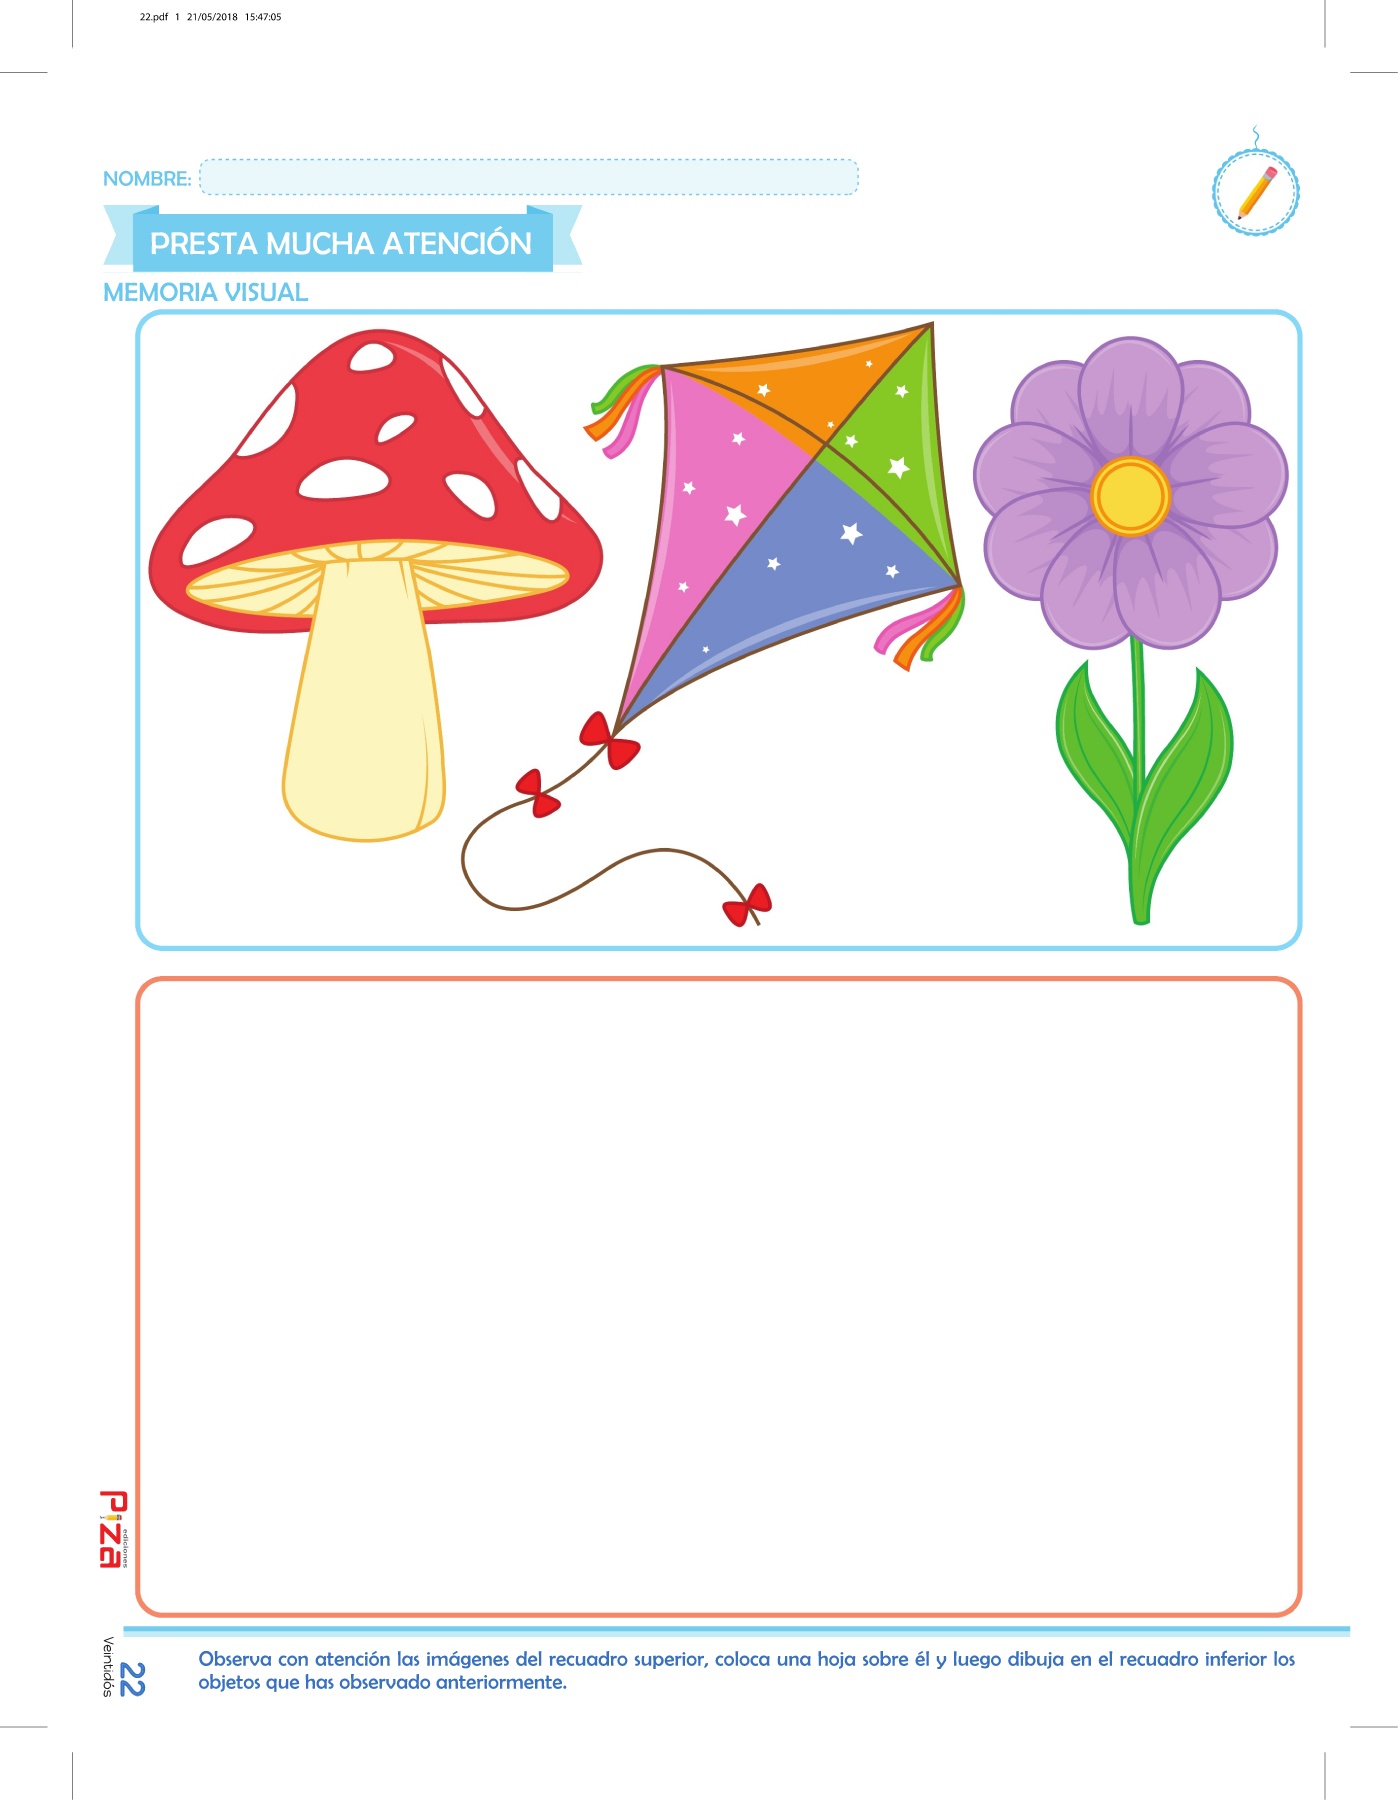 22.pdf 1 21/05/2018 15:47:05
NOMBRE:
PRESTA MUCHA ATENCIÓN
MEMORIA VISUAL
Piza
ediciones
22
Veintidós
Observa con atención las imágenes del recuadro superior, coloca una hoja sobre él y luego dibuja en el recuadro inferior los
objetos que has observado anteriormente.